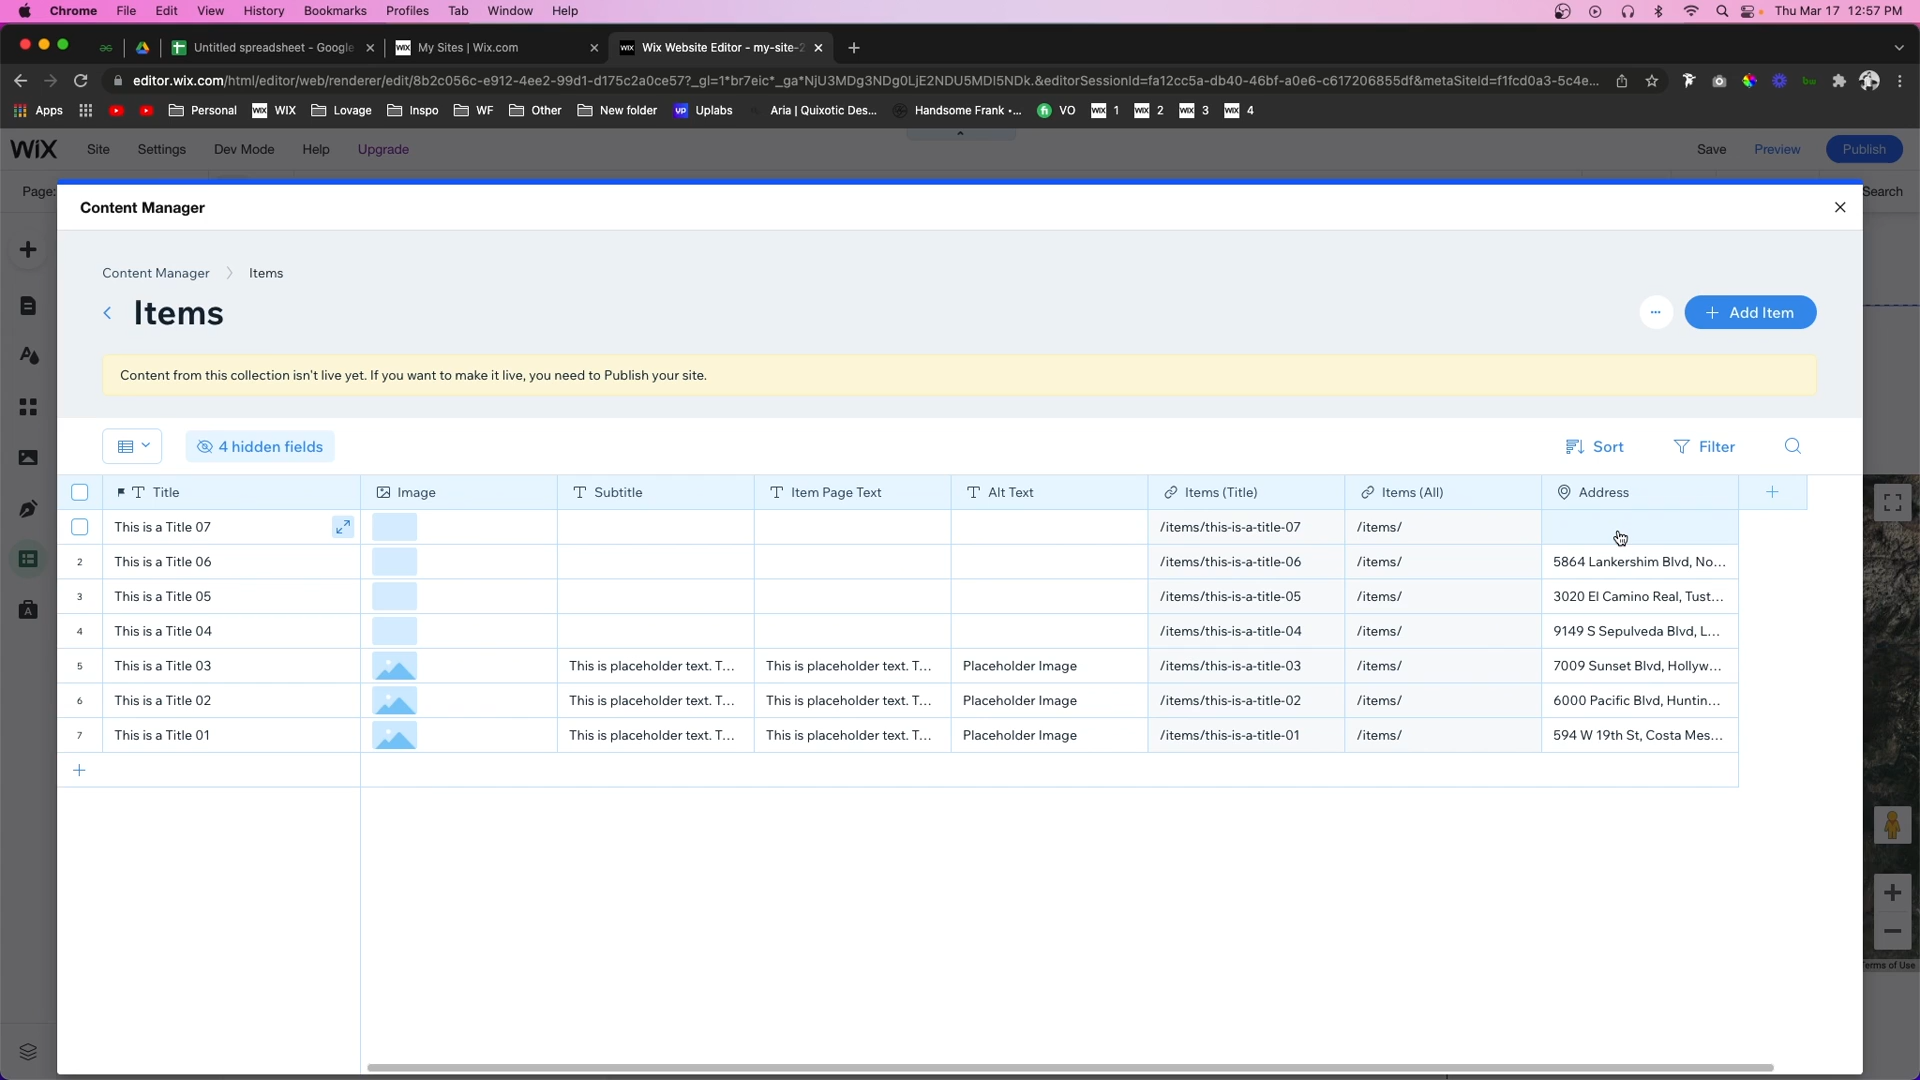 Chrome File Edit View History Bookmarks Profiles Tab Window Help Thu Mar 17 12:57 PM
Untitled spreadsheet - Google My Sites | Wix.com Wix Website Editor - my-site-2
editor.wix.com/html/editor/web/renderer/edit/8b2c056c-e912-4ee2-99d1-d175c2a0ce57?_gl=1*br7eic*_ga*NjU3MDg3NDg0LjE2NDU5MDI5NDk.&editorSessionId=fa12cc5a-db40-46bf-a0e6-c617206855df&metaSiteId=f1fcd0a3-5c4e...
Apps Personal WIX Lovage Inspo WF Other New folder Uplabs Aria | Quixotic Des... Handsome Frank •... VO 1 2 3 4
WiX Site Settings Dev Mode Help Upgrade Save Preview Publish
Page: Search
Content Manager
Content Manager Items
Items
Add Item
Content from this collection isn't live yet. If you want to make it live, you need to Publish your site.
4 hidden fields Sort Filter
Title Image Subtitle Item Page Text Alt Text Items (Title) Items (All) Address
This is a Title 07 /items/this-is-a-title-07 /items/
2 This is a Title 06 /items/this-is-a-title-06 /items/ 5864 Lankershim Blvd, No...
3 This is a Title 05 /items/this-is-a-title-05 /items/ 3020 El Camino Real, Tust...
4 This is a Title 04 /items/this-is-a-title-04 /items/ 9149 S Sepulveda Blvd, L...
5 This is a Title 03 This is placeholder text. T... This is placeholder text. T... Placeholder Image /items/this-is-a-title-03 /items/ 7009 Sunset Blvd, Hollyw...
6 This is a Title 02 This is placeholder text. T... This is placeholder text. T... Placeholder Image /items/this-is-a-title-02 /items/ 6000 Pacific Blvd, Huntin...
7 This is a Title 01 This is placeholder text. T... This is placeholder text. T... Placeholder Image /items/this-is-a-title-01 /items/ 594 W 19th St, Costa Mes...
erms of Use